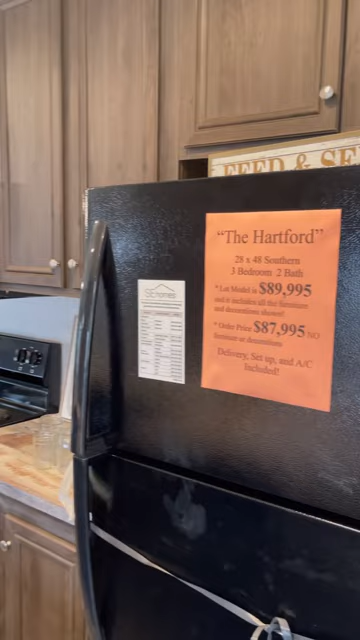 FEED & SE
"The Hartford"
28 x 48 Southern
3 Bedroom 2 Bath
* Lot Model is $89,995
and it includes all the furniture
and decorations shown!
* Order Price $87,995 NO
furniture or decorations
Delivery, Set up, and A/C
Included!